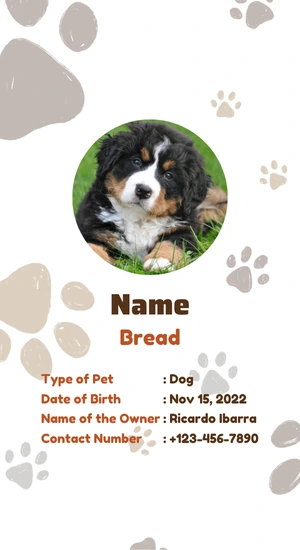 Name
Bread
Type of Pet : Dog
Date of Birth : Nov 15, 2022
Name of the Owner : Ricardo Ibarra
Contact Number : +123-456-7890